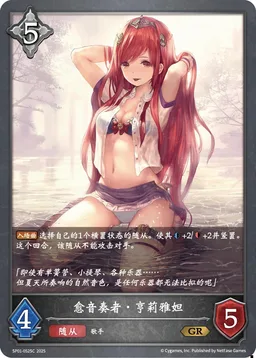 5
入场曲 选择自己的1个横置状态的随从。使其 +2/ +2并竖置。
这个回合，该随从不能攻击对手。
「即使有单簧管、小提琴、各种乐器……
但夏天所奏响的自然音色，是任何乐器都无法比拟的呢」
愈音奏者·亨莉雅妲
4
随从
歌手
GR
5
SP01-052SC 2025
© Cygames, Inc. Published by NetEase Games